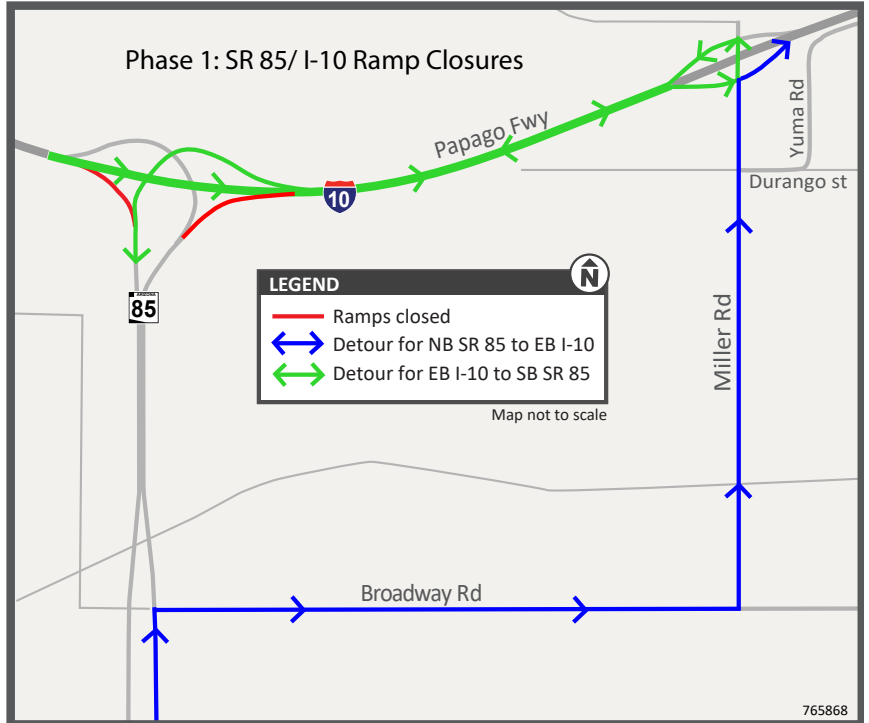 Phase 1: SR 85/ I-10 Ramp Closures
Papago Fwy
Yuma Rd
Durango st
10
N
LEGEND
Ramps closed
Detour for NB SR 85 to EB I-10
Detour for EB I-10 to SB SR 85
Map not to scale
ARIZONA
85
Miller Rd
Broadway Rd
765868